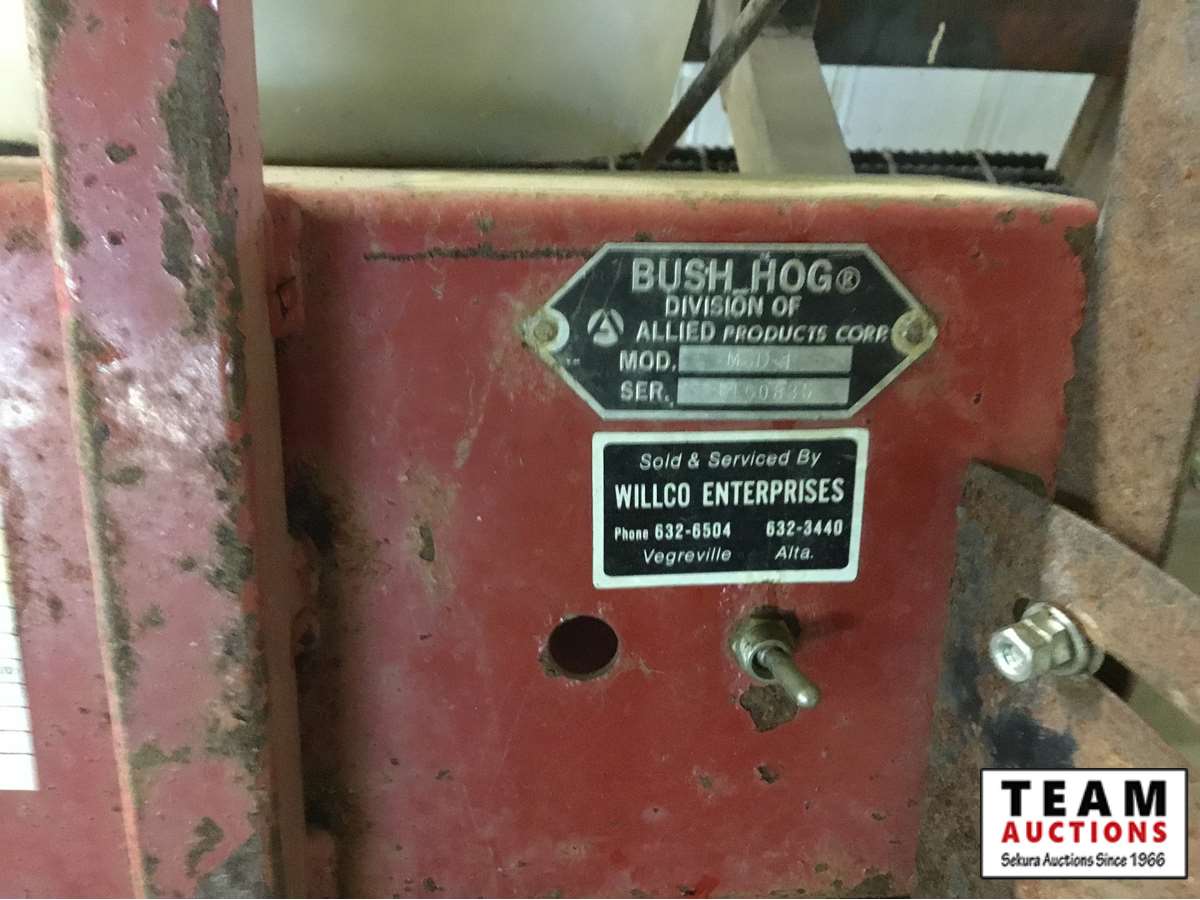 BUSH HOG®
DIVISION OF
ALLIED PRODUCTS CORP.
MOD.
SER.
Sold & Serviced By
WILLCO ENTERPRISES
Phone 632-6504 632-3440
Vegreville Alta.
TEAM
AUCTIONS
Sekura Auctions Since 1966